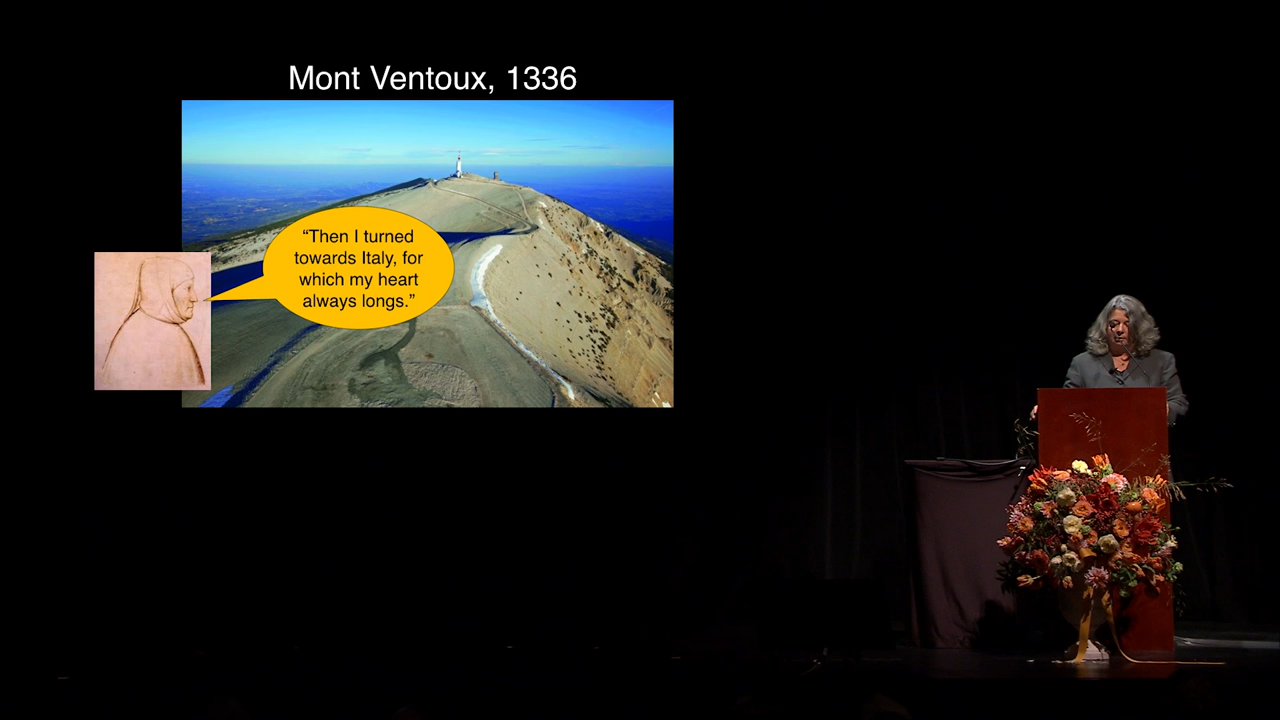 Mont Ventoux, 1336
“Then I turned
towards Italy, for
which my heart
always longs.”